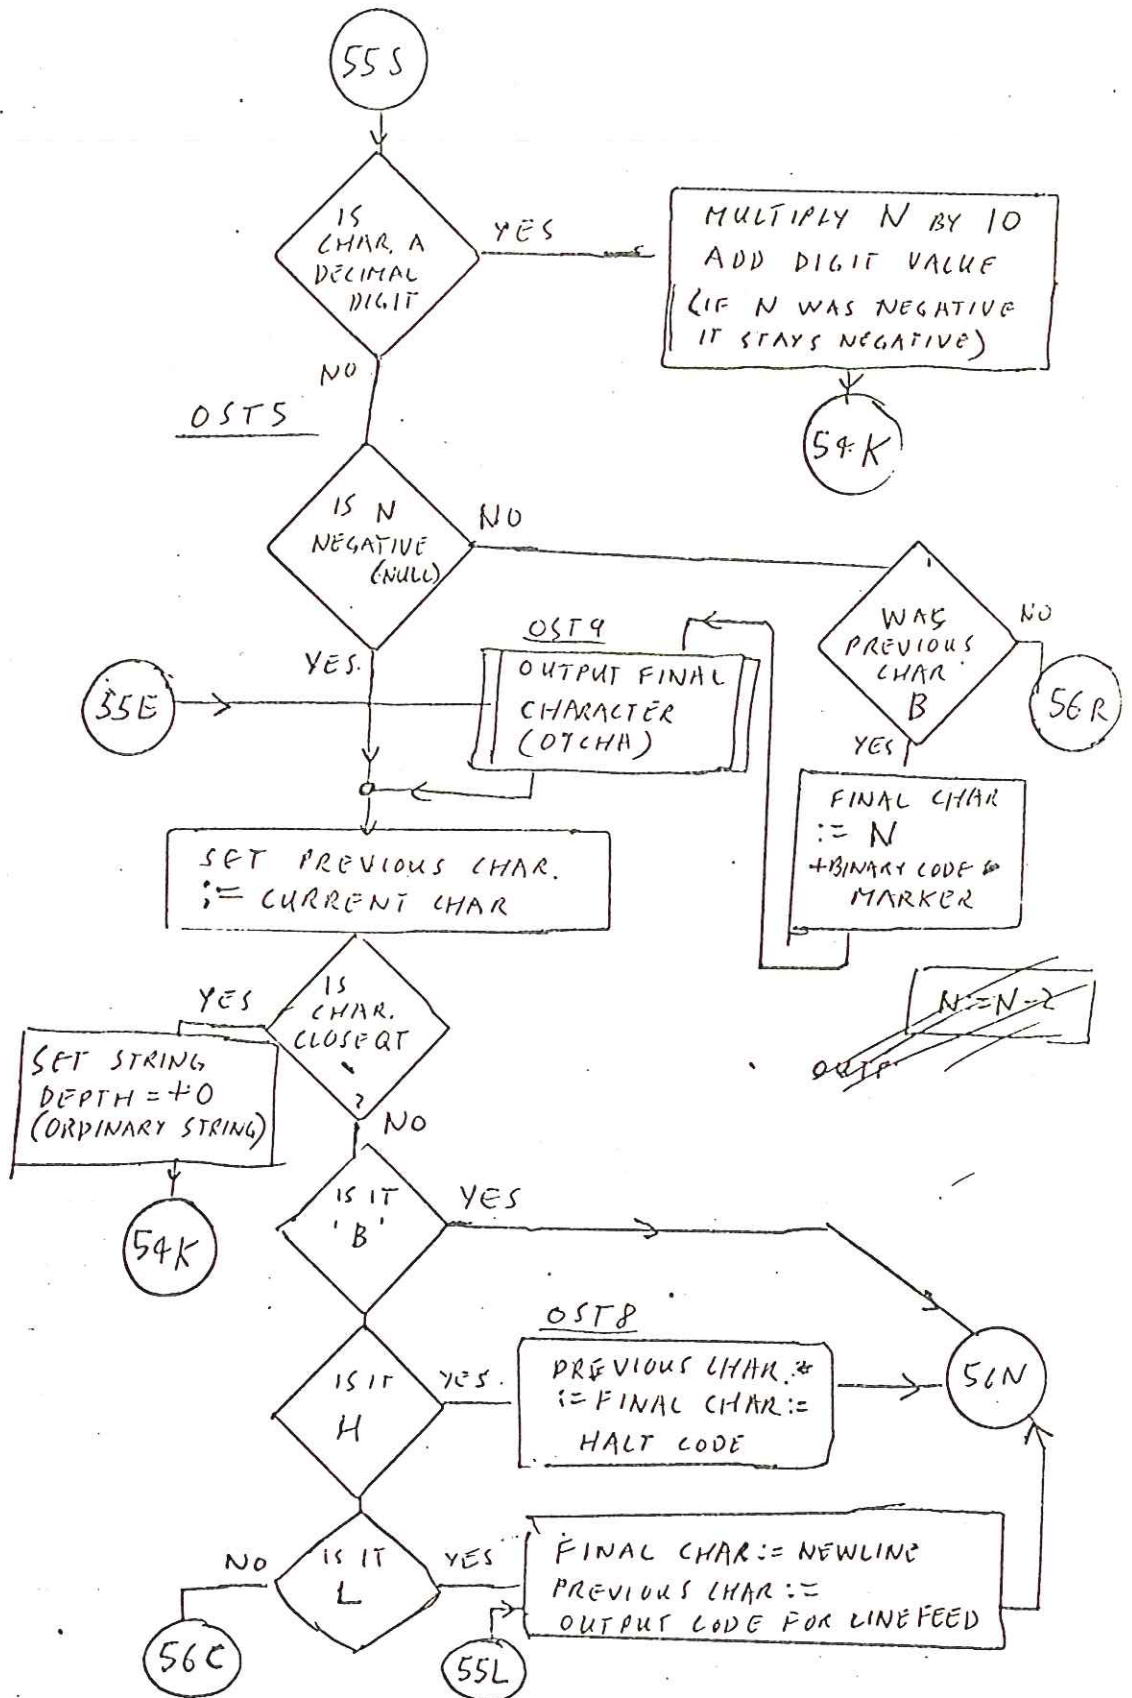 55S
IS
CHAR. A
DECIMAL
DIGIT
YES
MULTIPLY N BY 10
ADD DIGIT VALUE
(IF N WAS NEGATIVE
IT STAYS NEGATIVE)
NO
54K
OST5
IS N
NEGATIVE
(NULL)
NO
WAS
PREVIOUS
CHAR.
B
NO
56R
YES.
OST9
OUTPUT FINAL
CHARACTER
(OTCHA)
55E
YES
FINAL CHAR
:= N
+BINARY CODE
MARKER
SET PREVIOUS CHAR.
:= CURRENT CHAR
N:=N-2
OUTP
IS
CHAR.
CLOSEQT
?
YES
SET STRING
DEPTH = +0
(ORDINARY STRING)
54K
NO
IS IT
'B'
YES
IS IT
H
YES.
OST8
PREVIOUS CHAR.*
:= FINAL CHAR :=
HALT CODE
56N
IS IT
L
NO
YES
FINAL CHAR := NEWLINE
PREVIOUS CHAR :=
OUTPUT CODE FOR LINEFEED
56C
55L